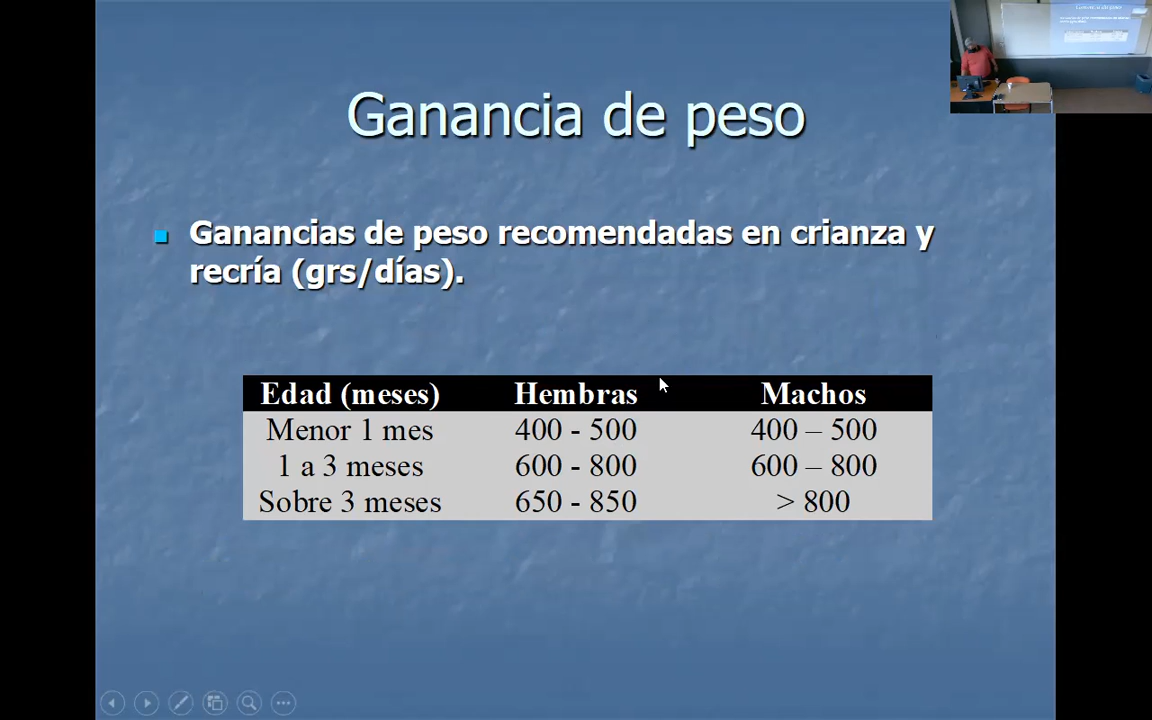 Ganancia de peso
Ganancias de peso recomendadas en crianza y
recría (grs/días).
Edad (meses) Hembras Machos
Menor 1 mes 400 - 500 400 – 500
1 a 3 meses 600 - 800 600 – 800
Sobre 3 meses 650 - 850 > 800